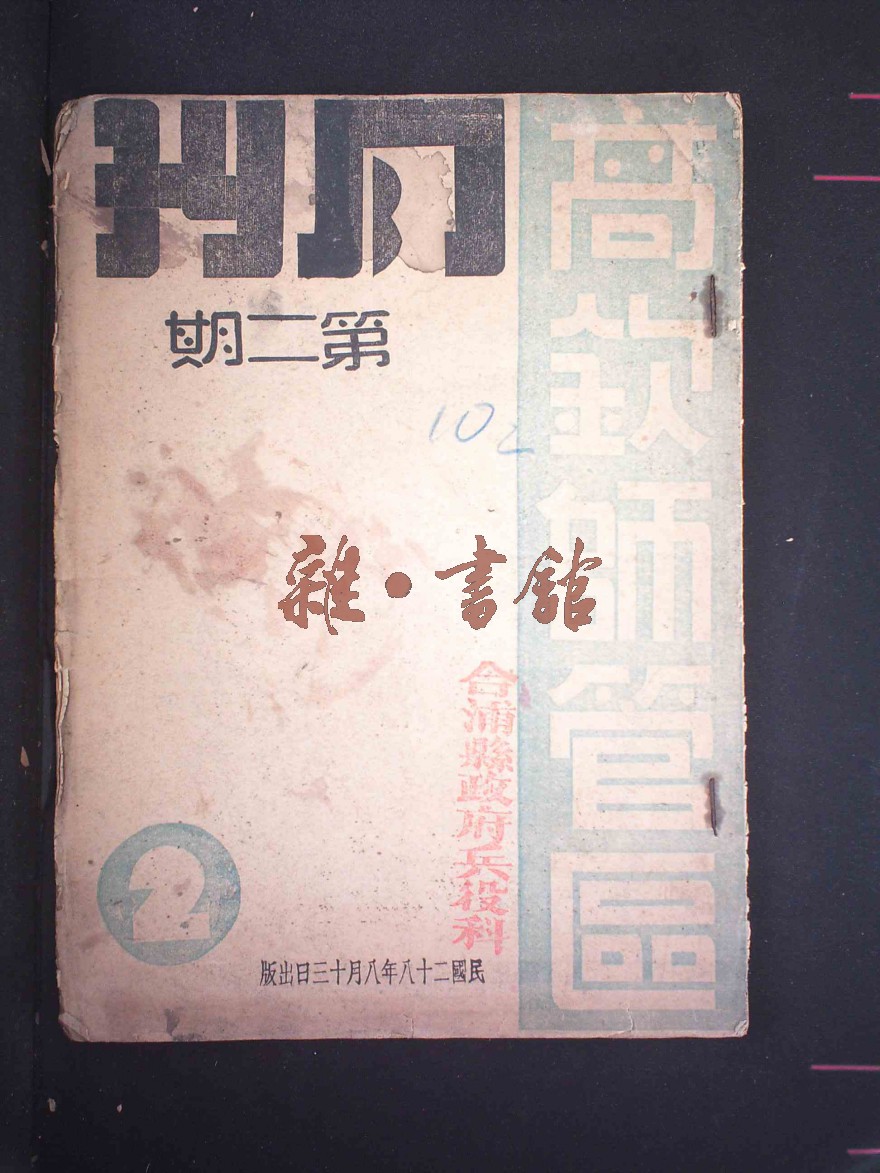 高欽師管區
月刊
第二期
10
雜·書館
合浦縣政府兵役科
2
民國二十八年八月十三日出版